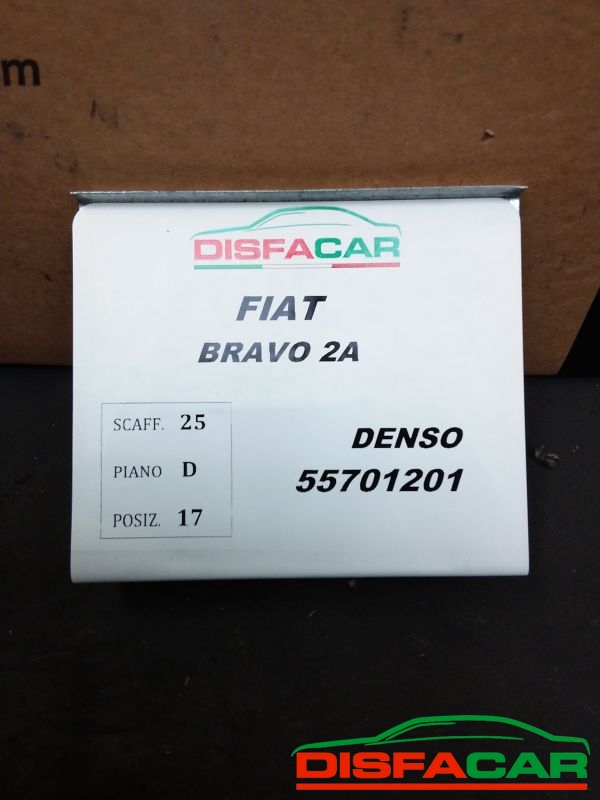 m
DISFACAR
FIAT
BRAVO 2A
SCAFF. 25
PIANO D
POSIZ. 17
DENSO
55701201
DISFACAR